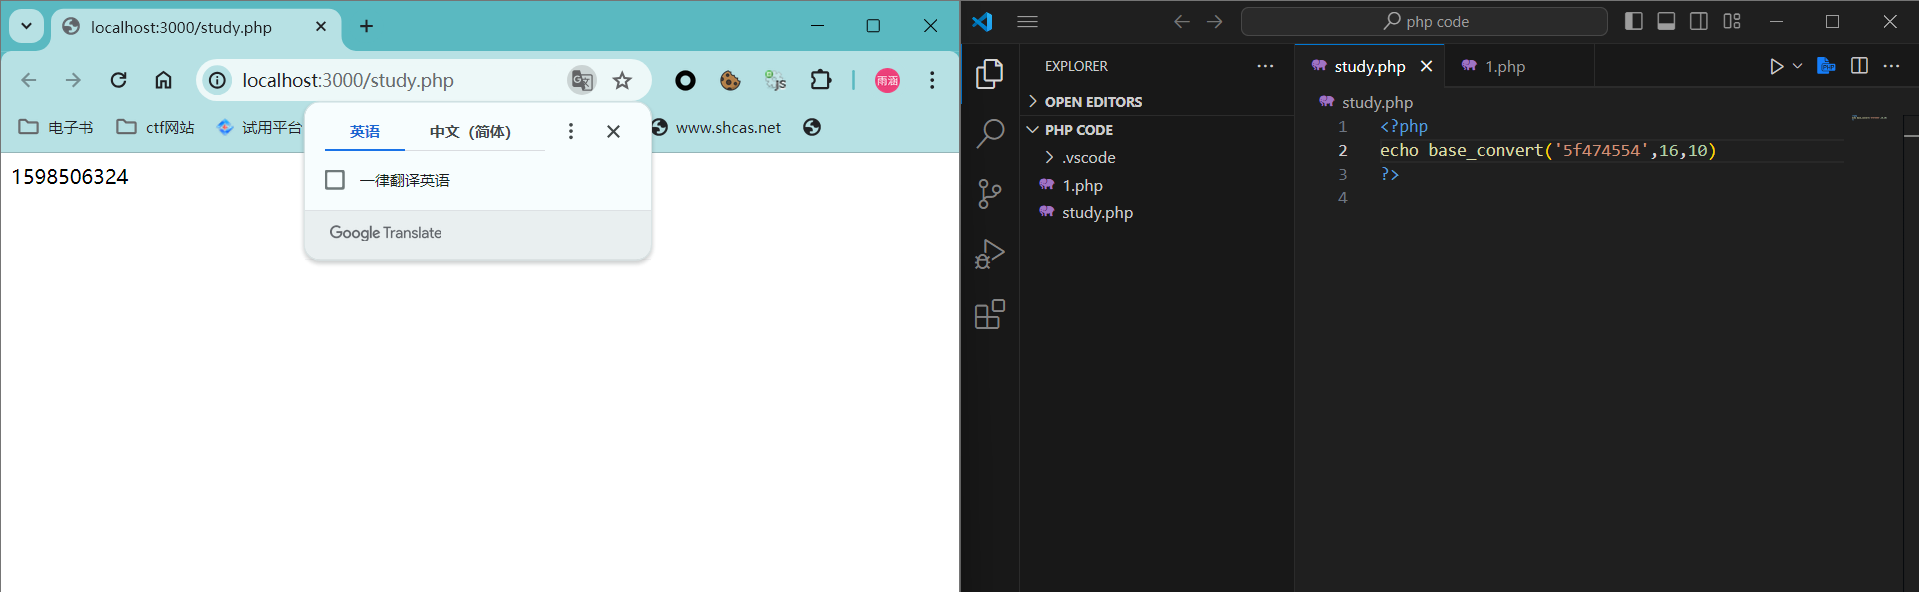 localhost:3000/study.php
localhost:3000/study.php
雨涵
电子书
ctf网站
试用平台
www.shcas.net
英语
中文（简体）
一律翻译英语
Google Translate
1598506324
php code
EXPLORER
OPEN EDITORS
PHP CODE
.vscode
1.php
study.php
study.php
1.php
study.php
1 <?php
2 echo base_convert('5f474554',16,10)
3 ?>
4